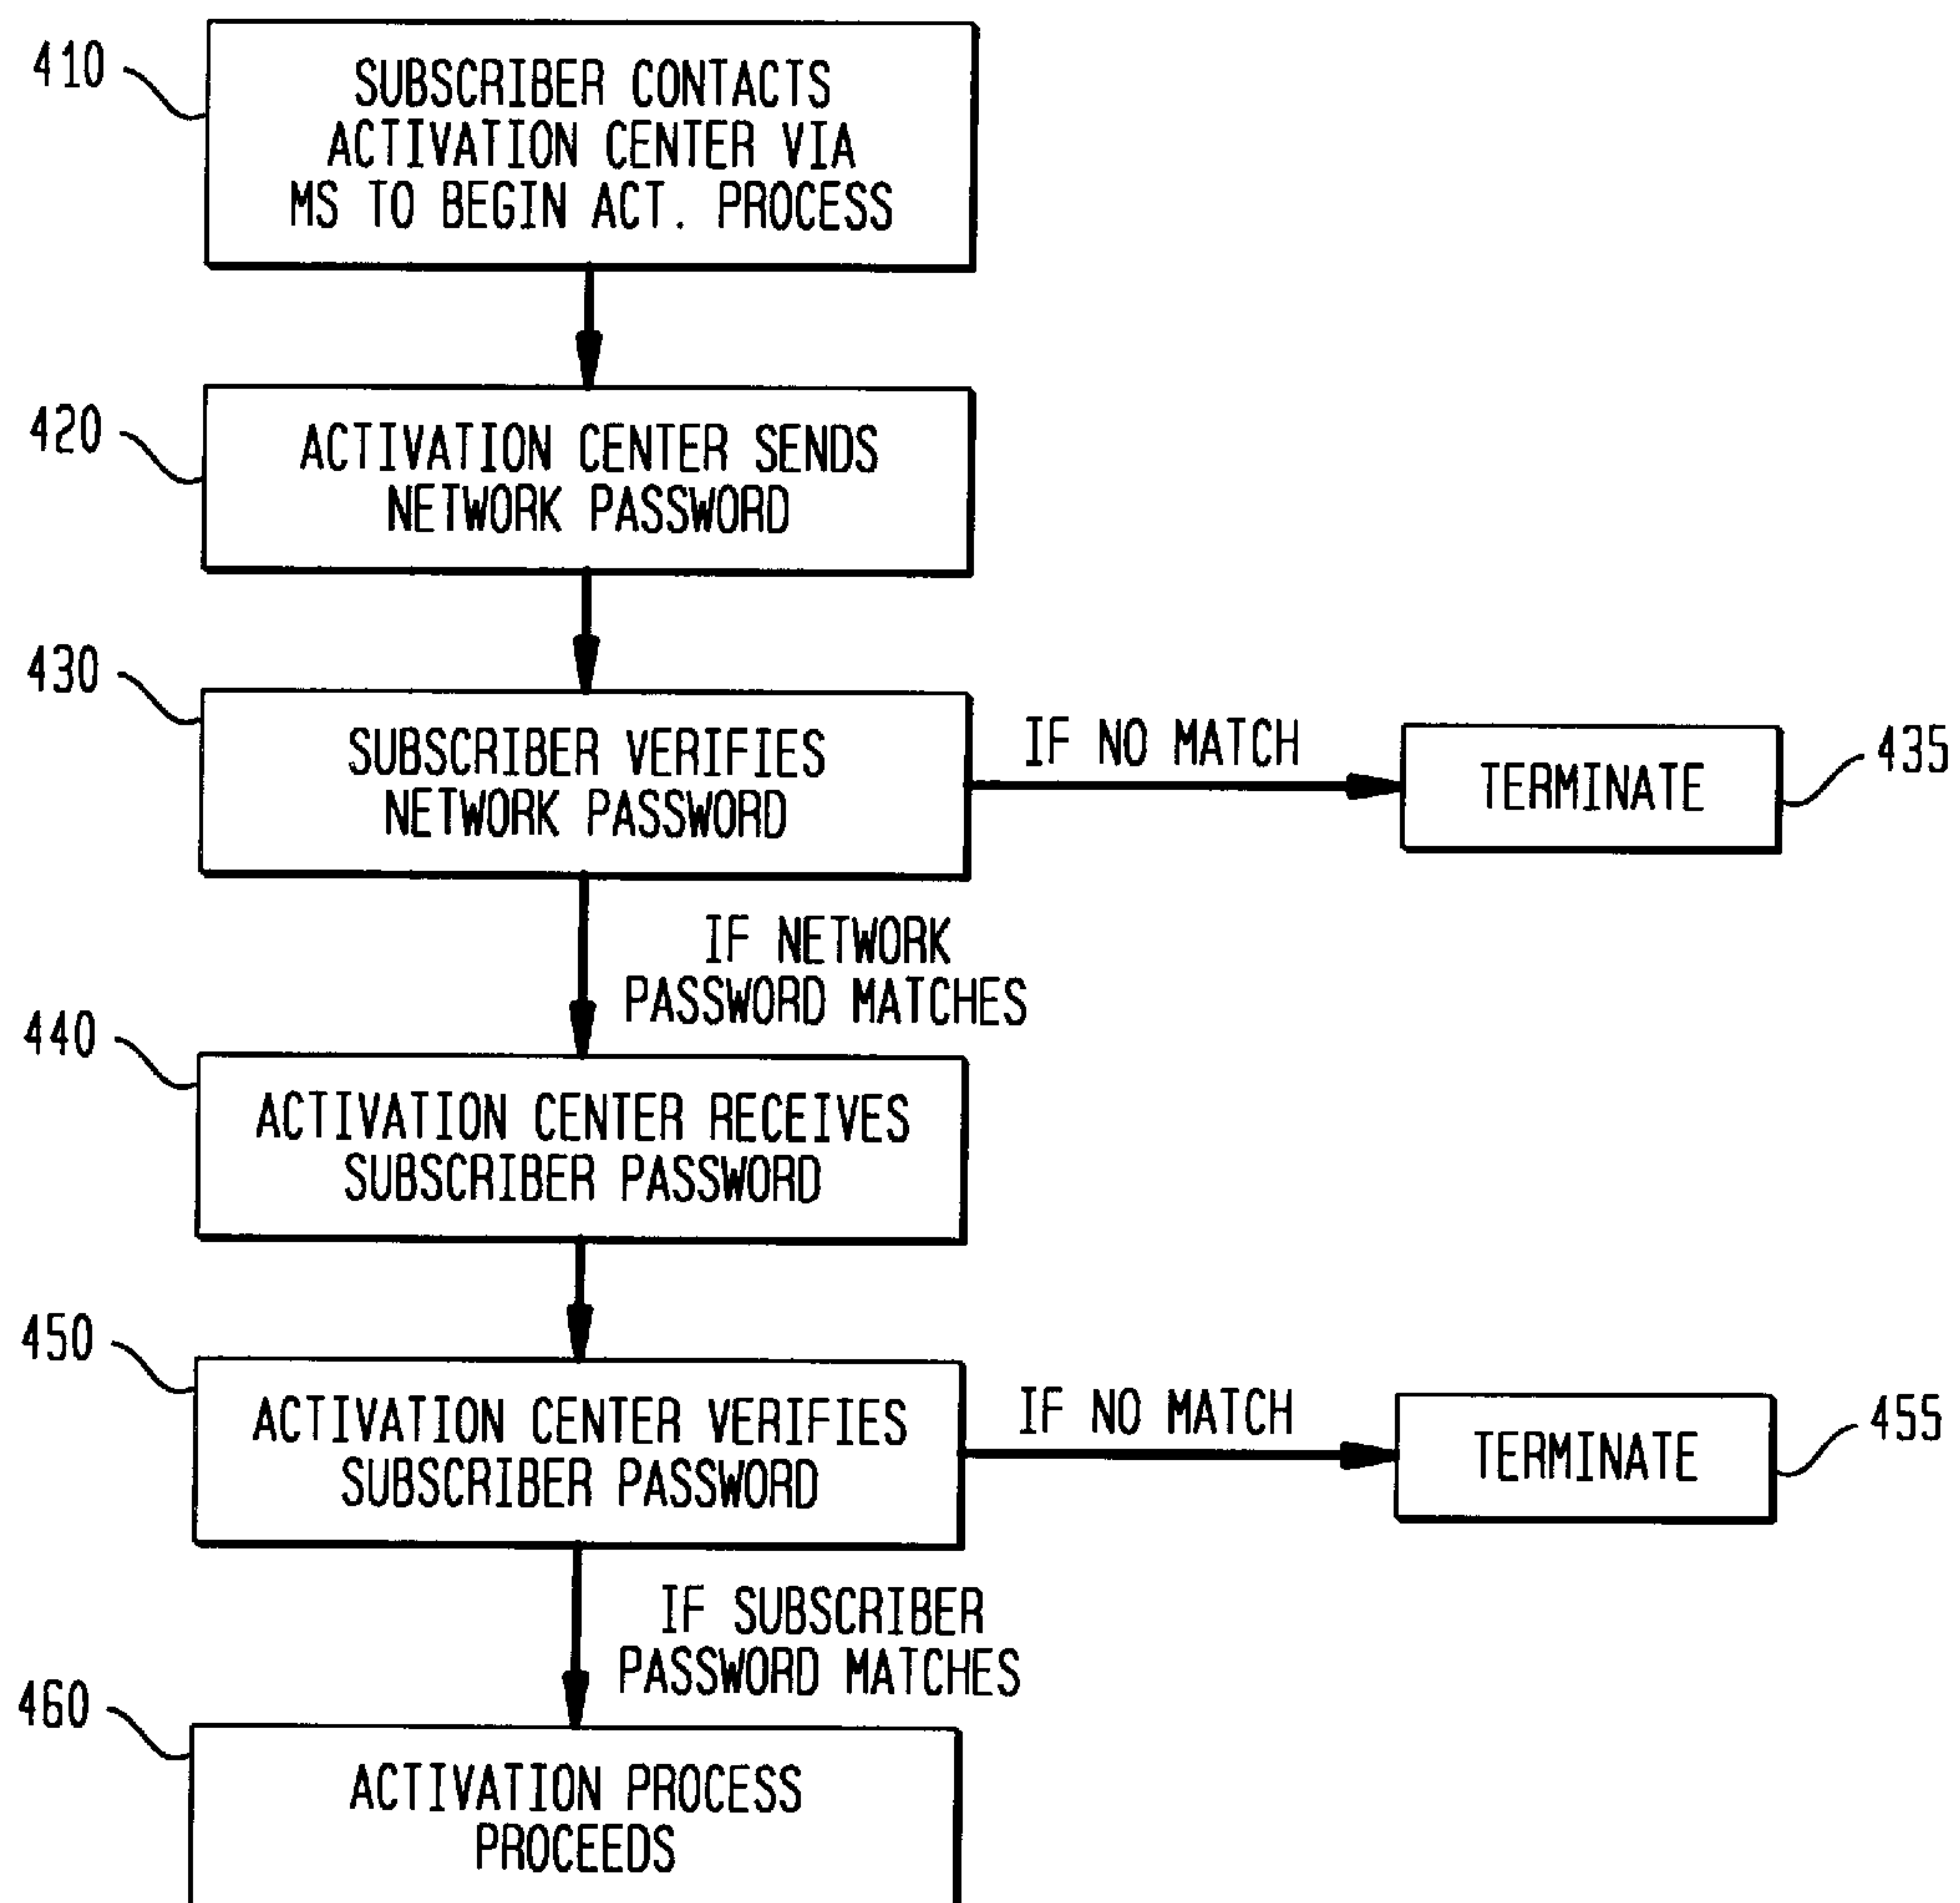 410
SUBSCRIBER CONTACTS
ACTIVATION CENTER VIA
MS TO BEGIN ACT. PROCESS
420
ACTIVATION CENTER SENDS
NETWORK PASSWORD
430
SUBSCRIBER VERIFIES
NETWORK PASSWORD
IF NO MATCH
TERMINATE
435
IF NETWORK
PASSWORD MATCHES
440
ACTIVATION CENTER RECEIVES
SUBSCRIBER PASSWORD
450
ACTIVATION CENTER VERIFIES
SUBSCRIBER PASSWORD
IF NO MATCH
TERMINATE
455
IF SUBSCRIBER
PASSWORD MATCHES
460
ACTIVATION PROCESS
PROCEEDS